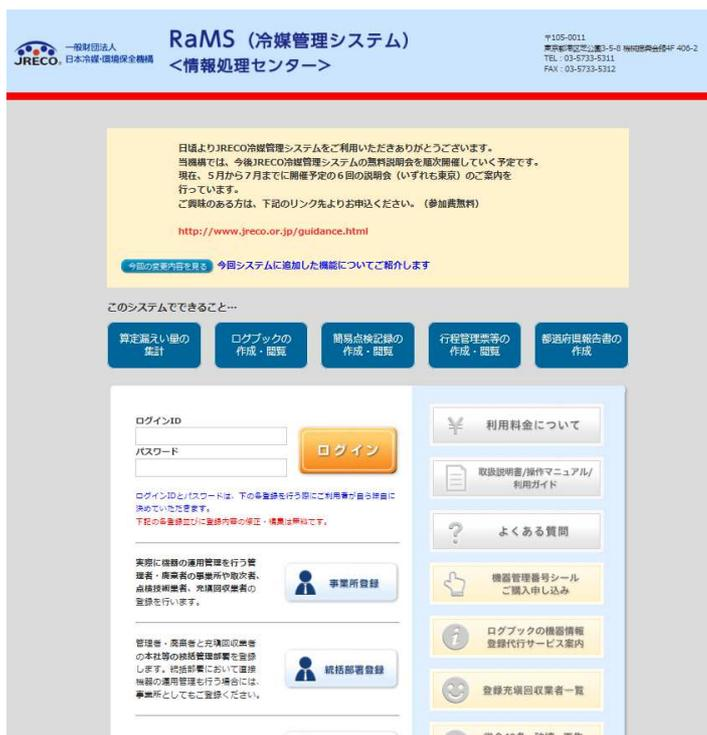 一般財団法人
JRECO. 日本冷媒・環境保全機構
RaMS（冷媒管理システム）
<情報処理センター>
〒105-0011
東京都港区芝公園3-5-8 機械振興会館4F 406-2
TEL : 03-5733-5311
FAX : 03-5733-5312
日頃よりJRECO冷媒管理システムをご利用いただきありがとうございます。
当機構では、今後JRECO冷媒管理システムの無料説明会を順次開催していく予定です。
現在、５月から７月までに開催予定の６回の説明会（いずれも東京）のご案内を
行っています。
ご興味のある方は、下記のリンク先よりお申込ください。（参加費無料）
http://www.jreco.or.jp/guidance.html
今回の変更内容を見る 今回システムに追加した機能についてご紹介します
このシステムでできること…
算定漏えい量の
集計
ログブックの
作成・閲覧
簡易点検記録の
作成・閲覧
行程管理票等の
作成・閲覧
都道府県報告書の
作成
ログインID
パスワード
ログイン
ログインIDとパスワードは、下の各登録を行う際にご利用者が自ら任意に
決めていただきます。
下記の各登録並びに登録内容の修正・構築は無料です。
実際に機器の運用管理を行う管
理者・廃棄者の事業所や取次者、
点検技術業者、充塡回収業者の
登録を行います。
事業所登録
管理者・廃棄者と充塡回収業者
の本社等の統括管理部署を登録
します。統括部署において直接
機器の運用管理も行う場合には、
事業所としてもご登録ください。
統括部署登録
利用料金について
取扱説明書/操作マニュアル/
利用ガイド
よくある質問
機器管理番号シール
ご購入申し込み
ログブックの機器情報
登録代行サービス案内
登録充塡回収業者一覧